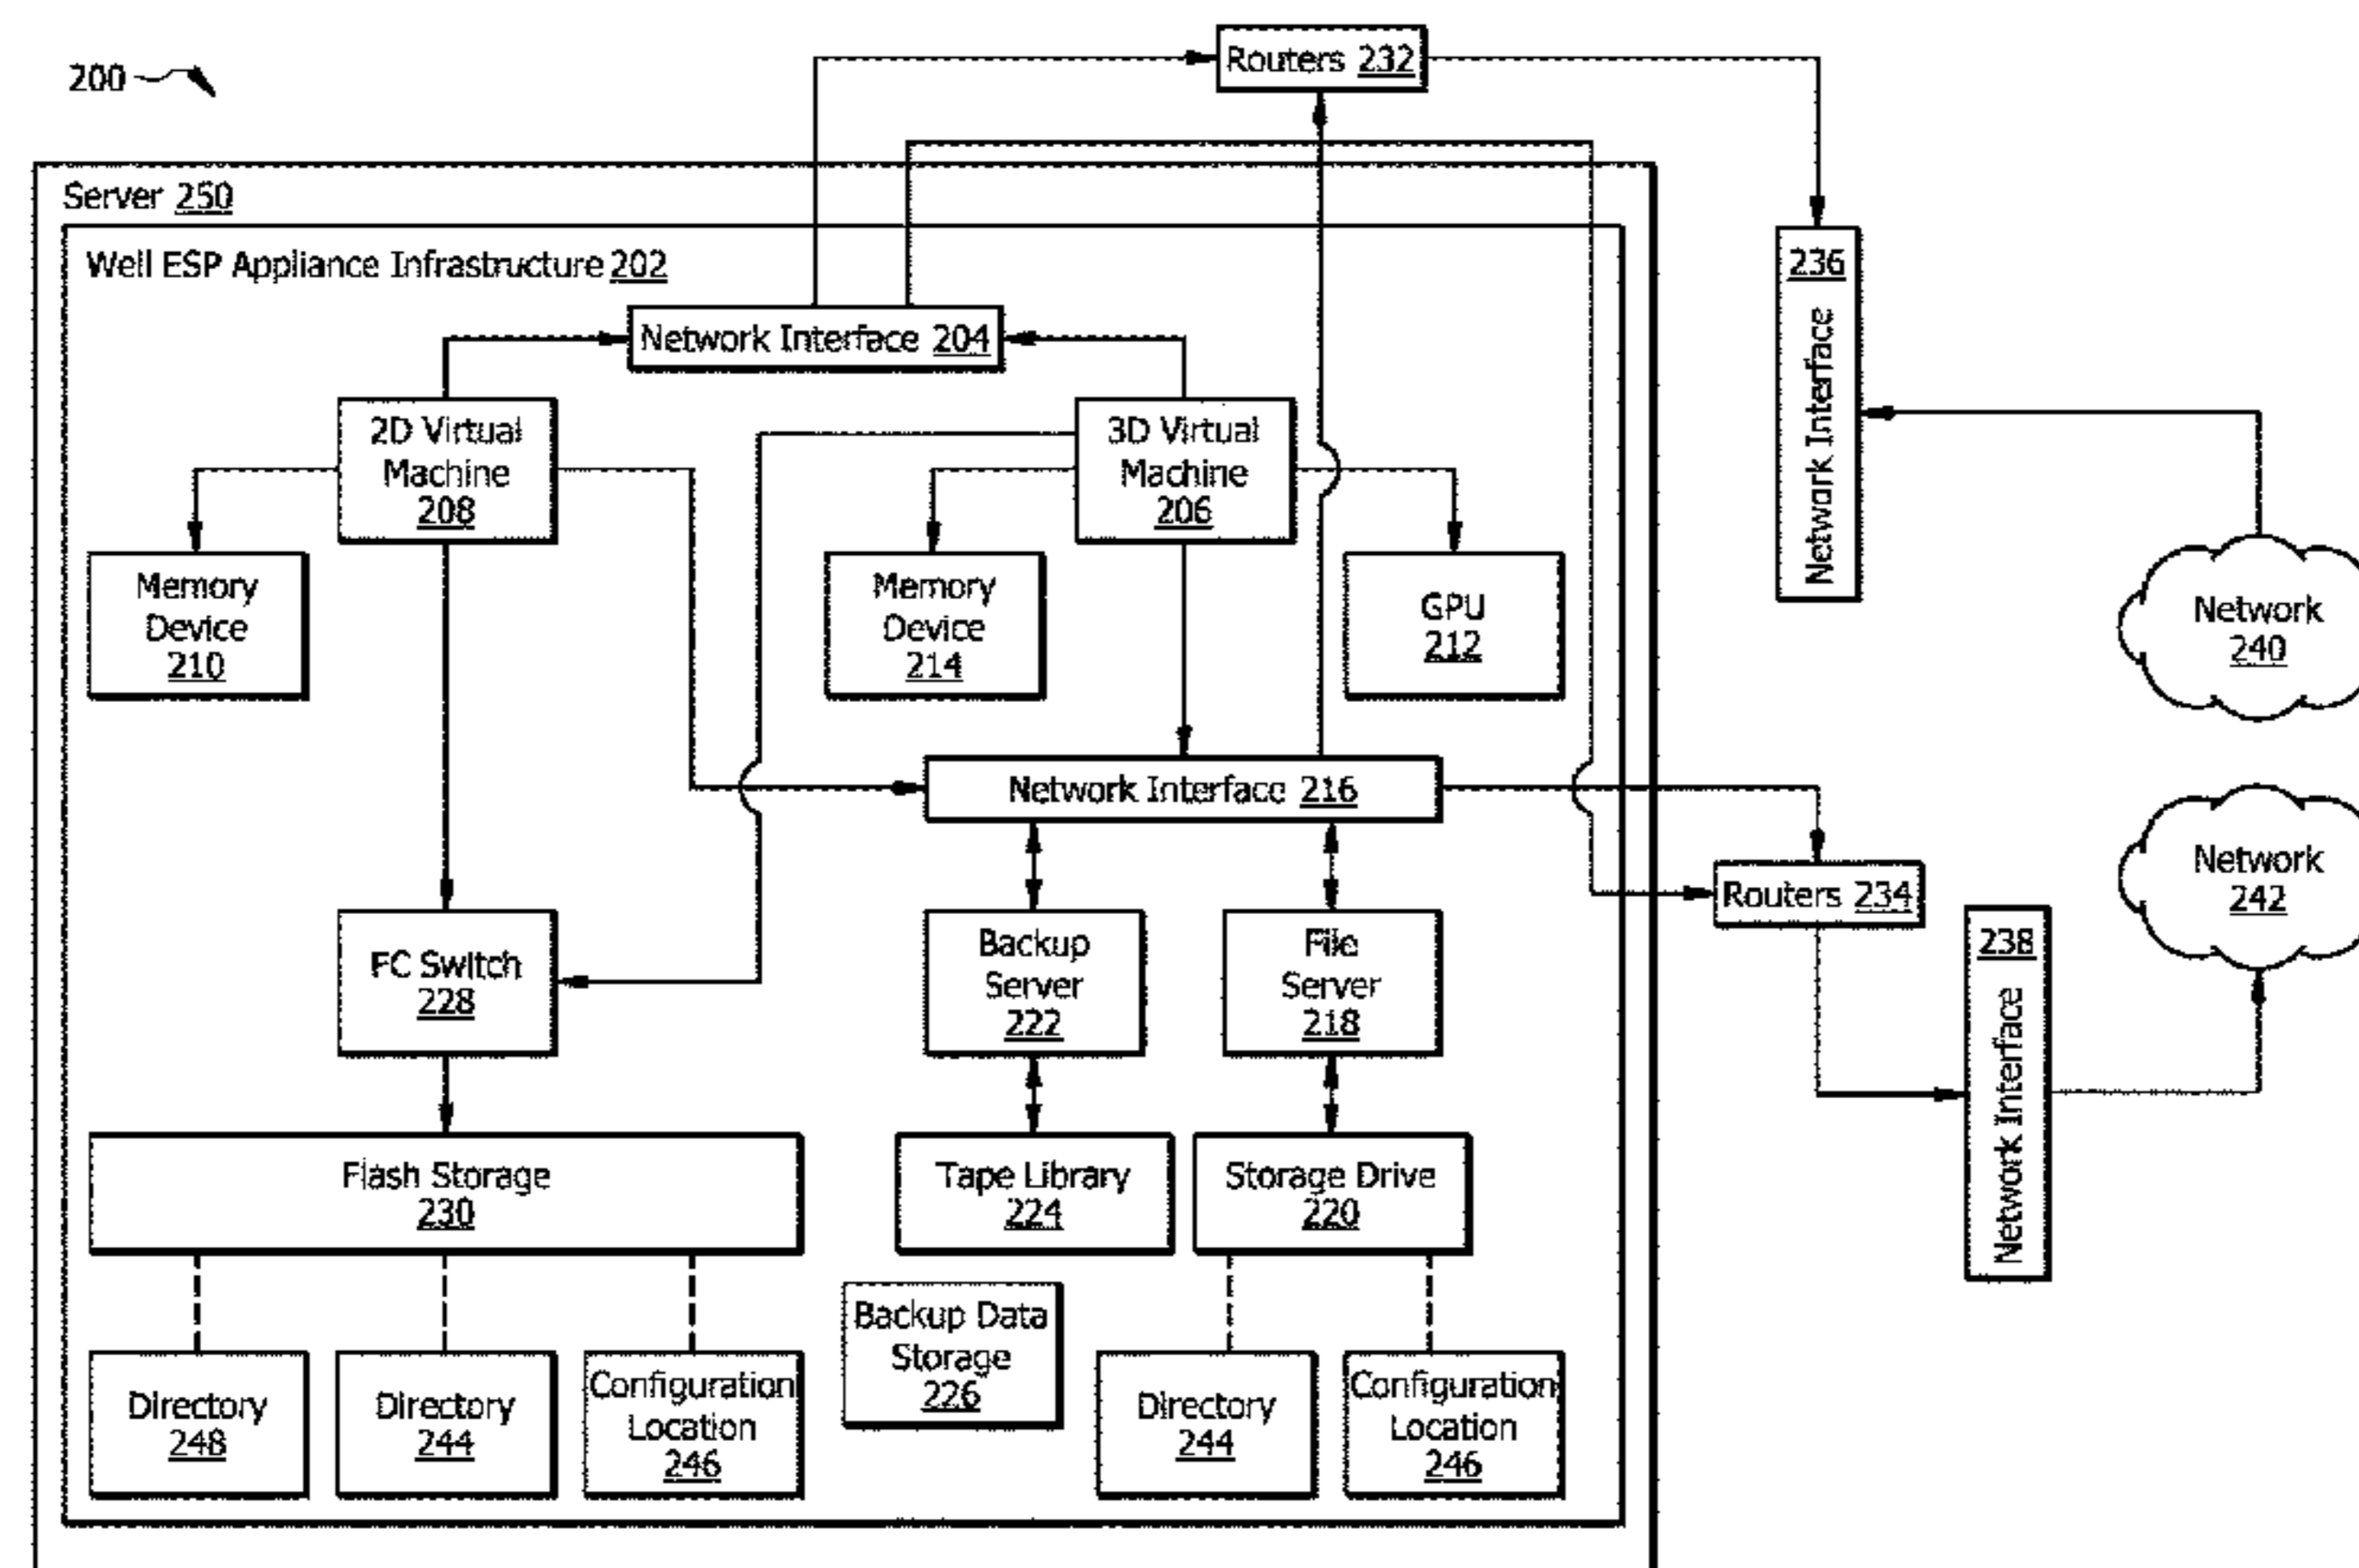 200
Routers 232
Server 250
Well ESP Appliance Infrastructure 202
Network Interface 204
236
Network Interface
2D Virtual
Machine
208
3D Virtual
Machine
206
Memory
Device
210
Memory
Device
214
GPU
212
Network
240
Network Interface 216
Network
242
Routers 234
FC Switch
228
Backup
Server
222
File
Server
218
238
Network Interface
Flash Storage
230
Tape Library
224
Storage Drive
220
Backup Data
Storage
226
Directory
248
Directory
244
Configuration
Location
246
Directory
244
Configuration
Location
246